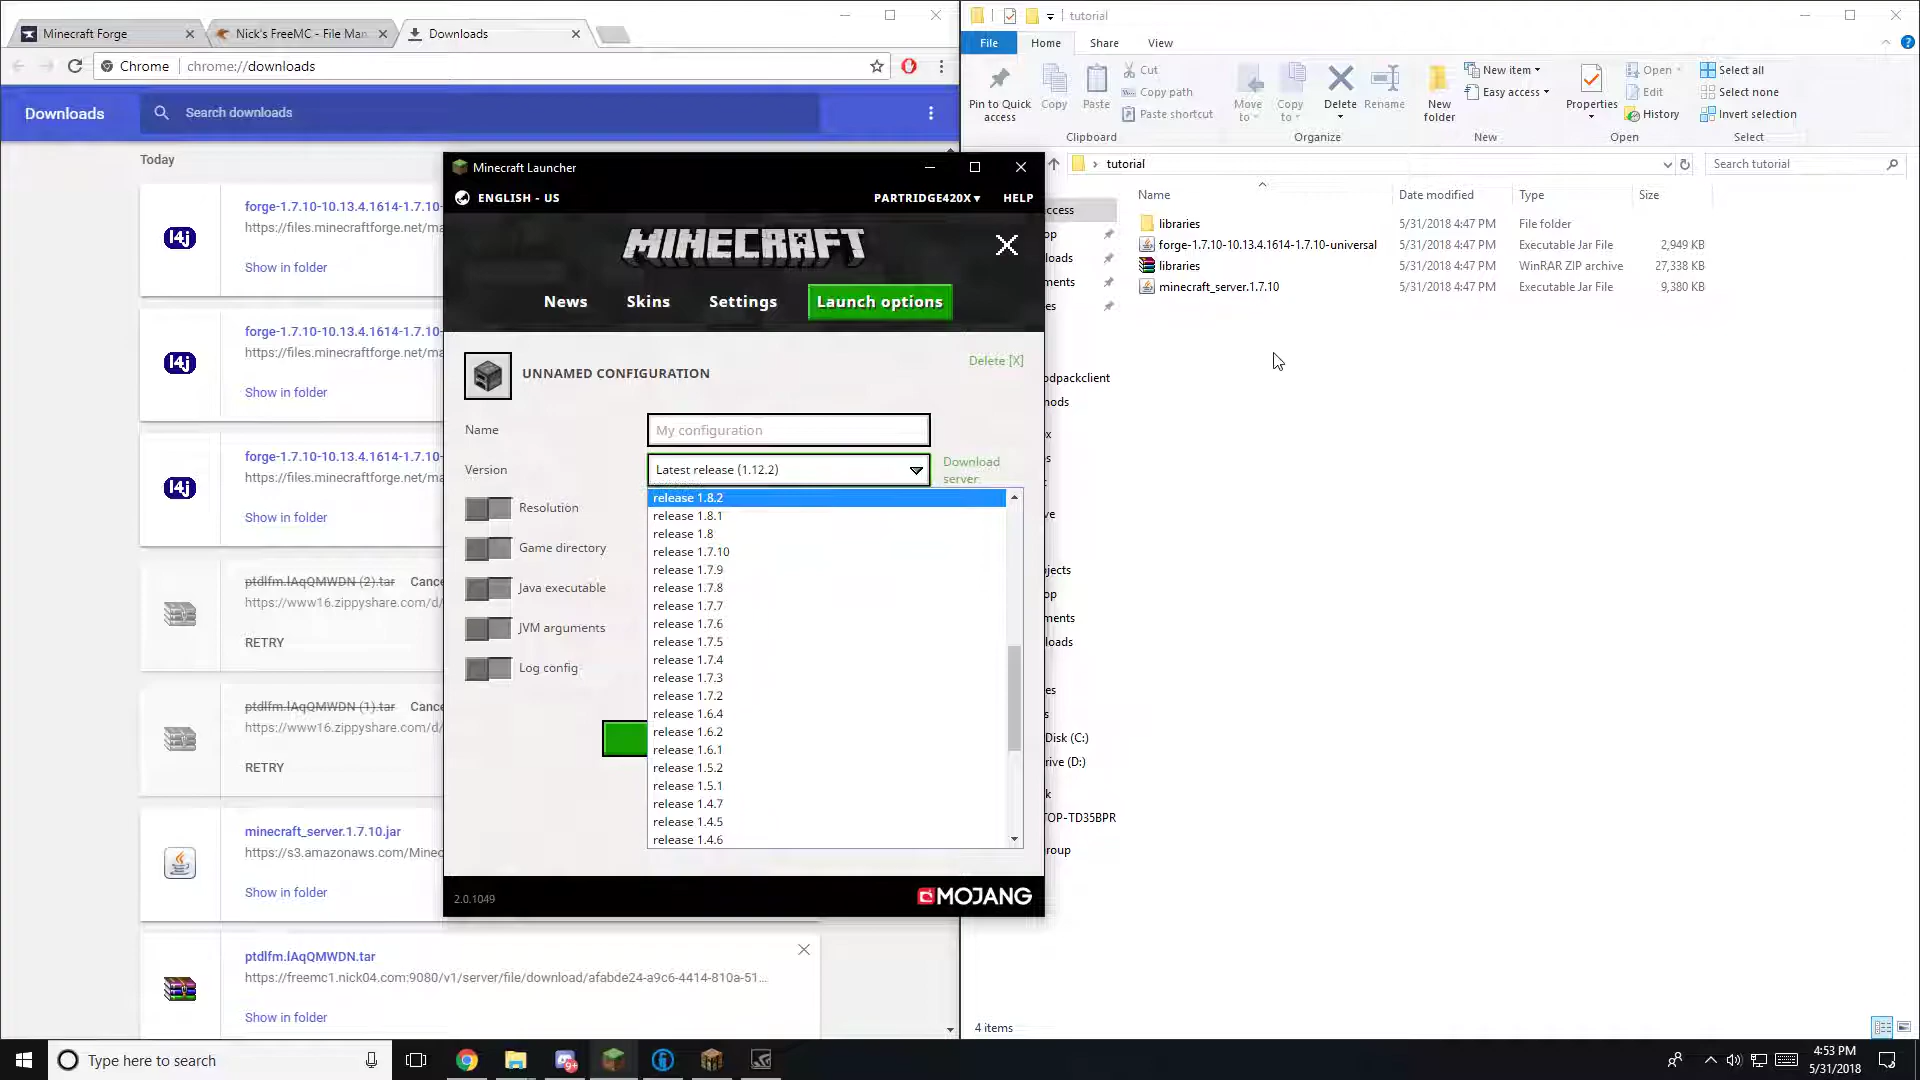 Minecraft Forge
Nick's FreeMC - File Man
Downloads
Chrome
chrome://downloads
Downloads
Search downloads
Today
forge-1.7.10-10.13.4.1614-1.7.10-
https://files.minecraftforge.net/ma
Show in folder
forge-1.7.10-10.13.4.1614-1.7.10-
https://files.minecraftforge.net/ma
Show in folder
forge-1.7.10-10.13.4.1614-1.7.10-
https://files.minecraftforge.net/ma
Show in folder
ptdlfm.lAqQMWDN (2).tar Cance
https://www16.zippyshare.com/d/
RETRY
ptdlfm.lAqQMWDN (1).tar Cance
https://www16.zippyshare.com/d/
RETRY
minecraft_server.1.7.10.jar
https://s3.amazonaws.com/Minec
Show in folder
ptdlfm.lAqQMWDN.tar
https://freemc1.nick04.com:9080/v1/server/file/download/afabde24-a9c6-4414-810a-51...
Show in folder
Minecraft Launcher
ENGLISH - US
PARTRIDGE420X
HELP
MINECRAFT
News
Skins
Settings
Launch options
UNNAMED CONFIGURATION
Delete [X]
Name
My configuration
Version
Latest release (1.12.2)
Download
server
Resolution
Game directory
Java executable
JVM arguments
Log config
release 1.8.2
release 1.8.1
release 1.8
release 1.7.10
release 1.7.9
release 1.7.8
release 1.7.7
release 1.7.6
release 1.7.5
release 1.7.4
release 1.7.3
release 1.7.2
release 1.6.4
release 1.6.2
release 1.6.1
release 1.5.2
release 1.5.1
release 1.4.7
release 1.4.5
release 1.4.6
2.0.1049
MOJANG
tutorial
File
Home
Share
View
Pin to Quick
access
Copy
Paste
Cut
Copy path
Paste shortcut
Clipboard
Move
to
Copy
to
Delete
Rename
Organize
New
folder
New item
Easy access
New
Properties
Open
Edit
History
Open
Select all
Select none
Invert selection
Select
tutorial
Search tutorial
Name
Date modified
Type
Size
libraries 5/31/2018 4:47 PM File folder
forge-1.7.10-10.13.4.1614-1.7.10-universal 5/31/2018 4:47 PM Executable Jar File 2,949 KB
libraries 5/31/2018 4:47 PM WinRAR ZIP archive 27,338 KB
minecraft_server.1.7.10 5/31/2018 4:47 PM Executable Jar File 9,380 KB
ccess
op
oads
ments
es
odpackclient
nods
ox
s
ve
ojects
op
ments
loads
es
s
Disk (C:)
rive (D:)
k
TOP-TD35BPR
roup
4 items
Type here to search
4:53 PM
5/31/2018